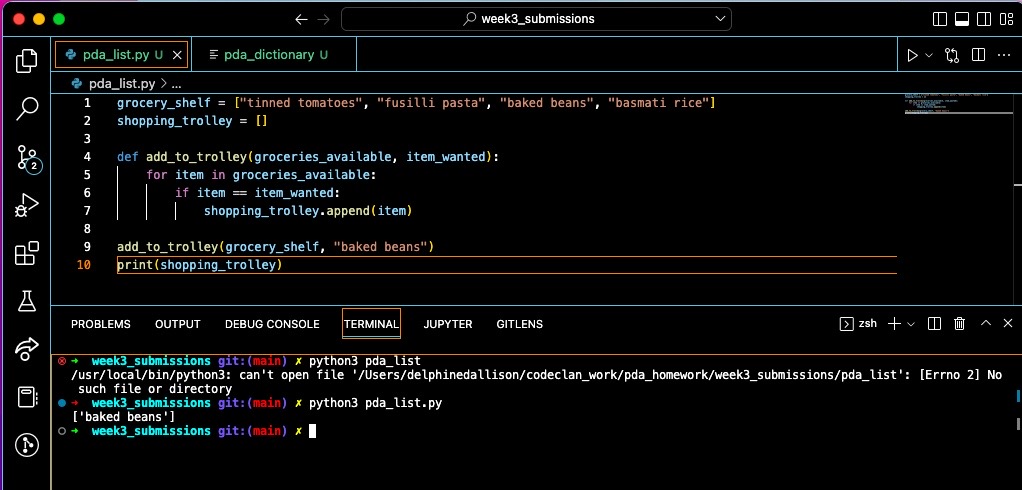 week3_submissions
pda_list.py U
pda_dictionary U
pda_list.py > ...
1 grocery_shelf = ["tinned tomatoes", "fusilli pasta", "baked beans", "basmati rice"]
2 shopping_trolley = []
3
4 def add_to_trolley(groceries_available, item_wanted):
5 for item in groceries_available:
6 if item == item_wanted:
7 shopping_trolley.append(item)
8
9 add_to_trolley(grocery_shelf, "baked beans")
10 print(shopping_trolley)
2
PROBLEMS OUTPUT DEBUG CONSOLE TERMINAL JUPYTER GITLENS zsh
→ week3_submissions git:(main) ✗ python3 pda_list
/usr/local/bin/python3: can't open file '/Users/delphinedallison/codeclan_work/pda_homework/week3_submissions/pda_list': [Errno 2] No
such file or directory
→ week3_submissions git:(main) ✗ python3 pda_list.py
['baked beans']
→ week3_submissions git:(main) ✗